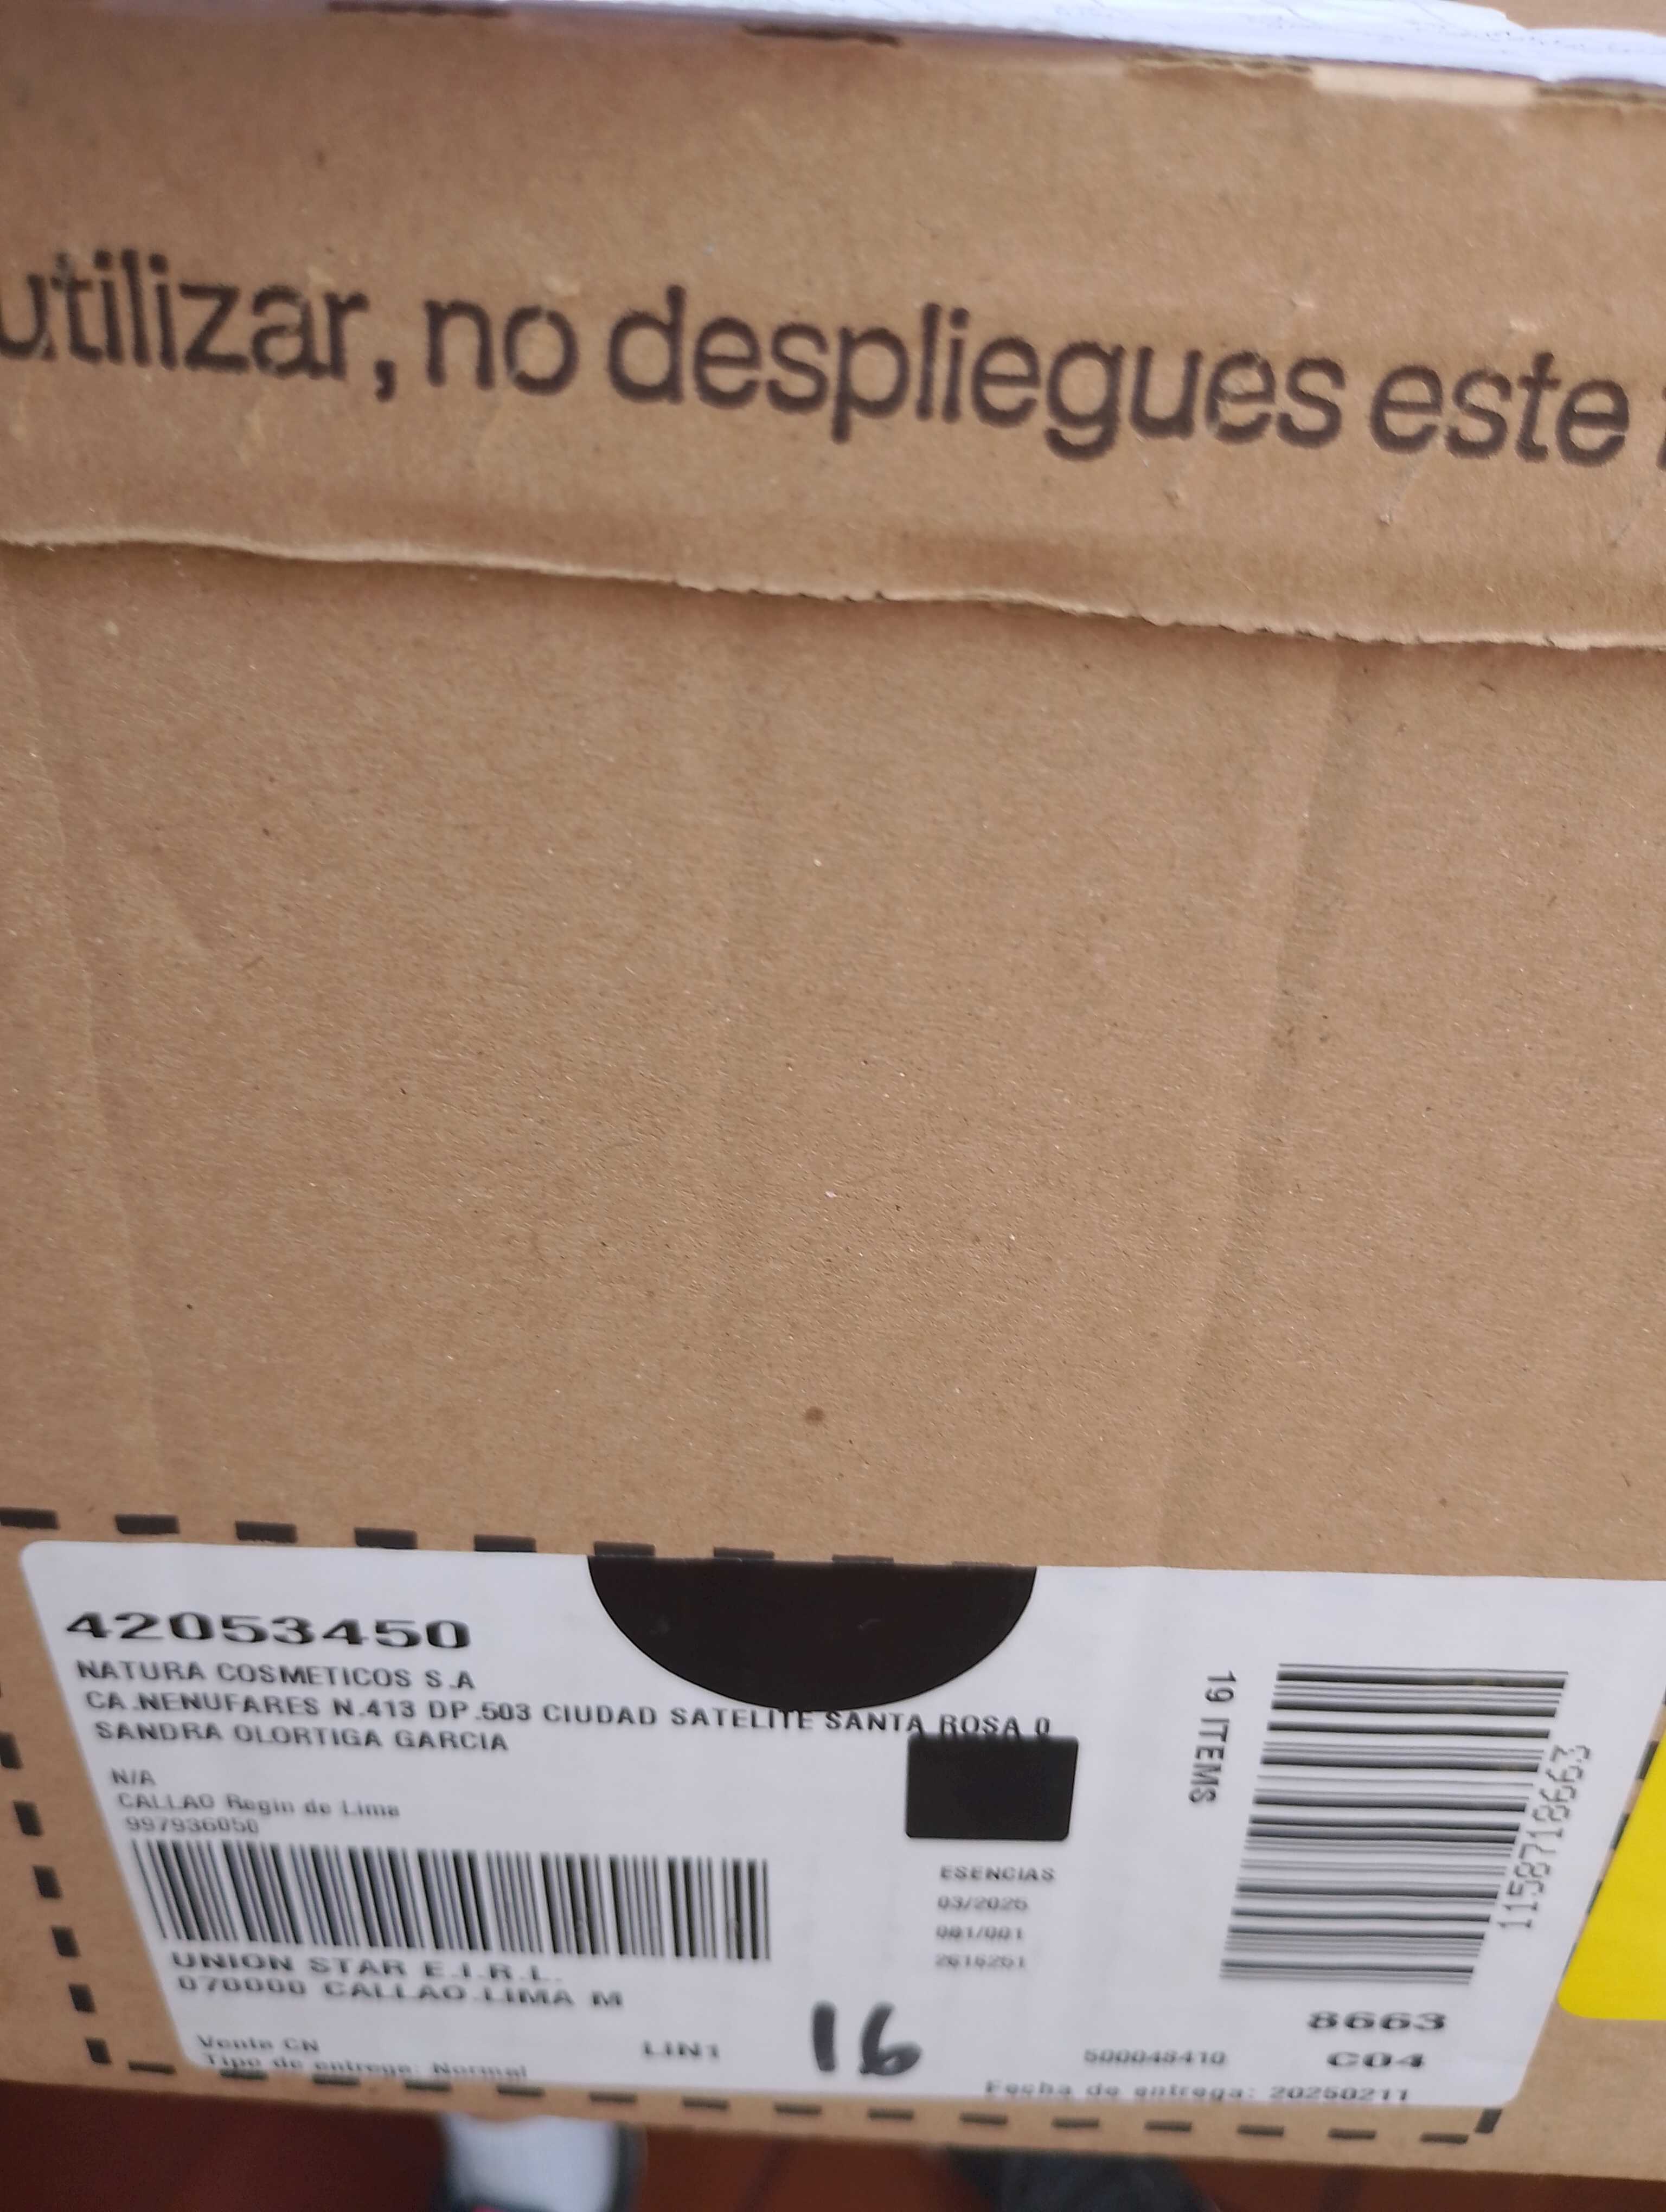 utilizar, no despliegues este
42053450
NATURA COSMETICOS S.A
CA.NENUFARES N.413 DP.503 CIUDAD SATELITE SANTA ROSA 0
SANDRA OLORTIGA GARCIA
N/A
CALLAO Regin de Lima
997936050
UNION STAR E.I.R.L.
070000 CALLAO.LIMA M
Venta CN
Tipo de entrega: Normal
LIN1
16
ESENCIAS
03/2025
001/001
2616261
19 ITEMS
1158718663
8663
500048410
C04
Fecha de entrega: 20250211